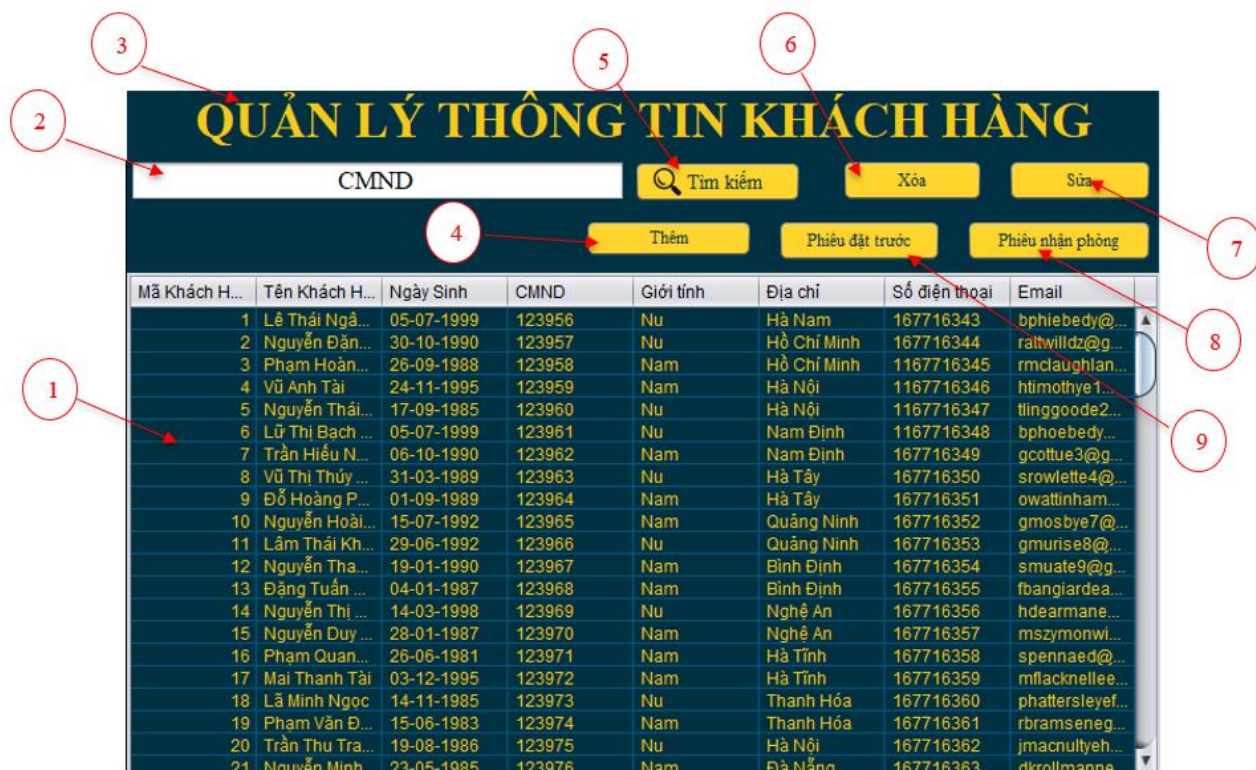 3
6
5
2
QUẢN LÝ THÔNG TIN KHÁCH HÀNG
CMND Tìm kiếm Xóa Sửa
4 Thêm Phiếu đặt trước Phiếu nhận phòng 7
Mã Khách H... Tên Khách H... Ngày Sinh CMND Giới tính Địa chỉ Số điện thoại Email
1 Lê Thái Ngâ... 05-07-1999 123956 Nu Hà Nam 167716343 bphiebedy@...
2 Nguyễn Đặn... 30-10-1990 123957 Nu Hồ Chí Minh 167716344 rattwilldz@g...
8
3 Phạm Hoàn... 26-09-1988 123958 Nam Hồ Chí Minh 1167716345 rmclaughlan...
1
4 Vũ Anh Tài 24-11-1995 123959 Nam Hà Nội 1167716346 htimothye1...
5 Nguyễn Thái... 17-09-1985 123960 Nu Hà Nội 1167716347 tlinggoode2...
6 Lữ Thị Bạch ... 05-07-1999 123961 Nu Nam Định 1167716348 bphoebedy...
9
7 Trần Hiếu N... 06-10-1990 123962 Nam Nam Định 167716349 gcottue3@g...
8 Vũ Thị Thúy ... 31-03-1989 123963 Nu Hà Tây 167716350 srowlette4@...
9 Đỗ Hoàng P... 01-09-1989 123964 Nam Hà Tây 167716351 owattinham...
10 Nguyễn Hoài... 15-07-1992 123965 Nam Quảng Ninh 167716352 gmosbye7@...
11 Lâm Thái Kh... 29-06-1992 123966 Nu Quảng Ninh 167716353 gmurise8@...
12 Nguyễn Tha... 19-01-1990 123967 Nam Bình Định 167716354 smuate9@g...
13 Đặng Tuấn ... 04-01-1987 123968 Nam Bình Định 167716355 fbangiardea...
14 Nguyễn Thị ... 14-03-1998 123969 Nu Nghệ An 167716356 hdearmane...
15 Nguyễn Duy ... 28-01-1987 123970 Nam Nghệ An 167716357 mszymonwi...
16 Phạm Quan... 26-06-1981 123971 Nam Hà Tĩnh 167716358 spennaed@...
17 Mai Thanh Tài 03-12-1995 123972 Nam Hà Tĩnh 167716359 mflacknellee...
18 Lã Minh Ngọc 14-11-1985 123973 Nu Thanh Hóa 167716360 phattersleyef...
19 Phạm Văn Đ... 15-06-1983 123974 Nam Thanh Hóa 167716361 rbramseneg...
20 Trần Thu Tra... 19-08-1986 123975 Nu Hà Nội 167716362 jmacnultyeh...
21 Nguyễn Minh 23-05-1985 123976 Nam Đà Nẵng 167716363 dkrollmanne